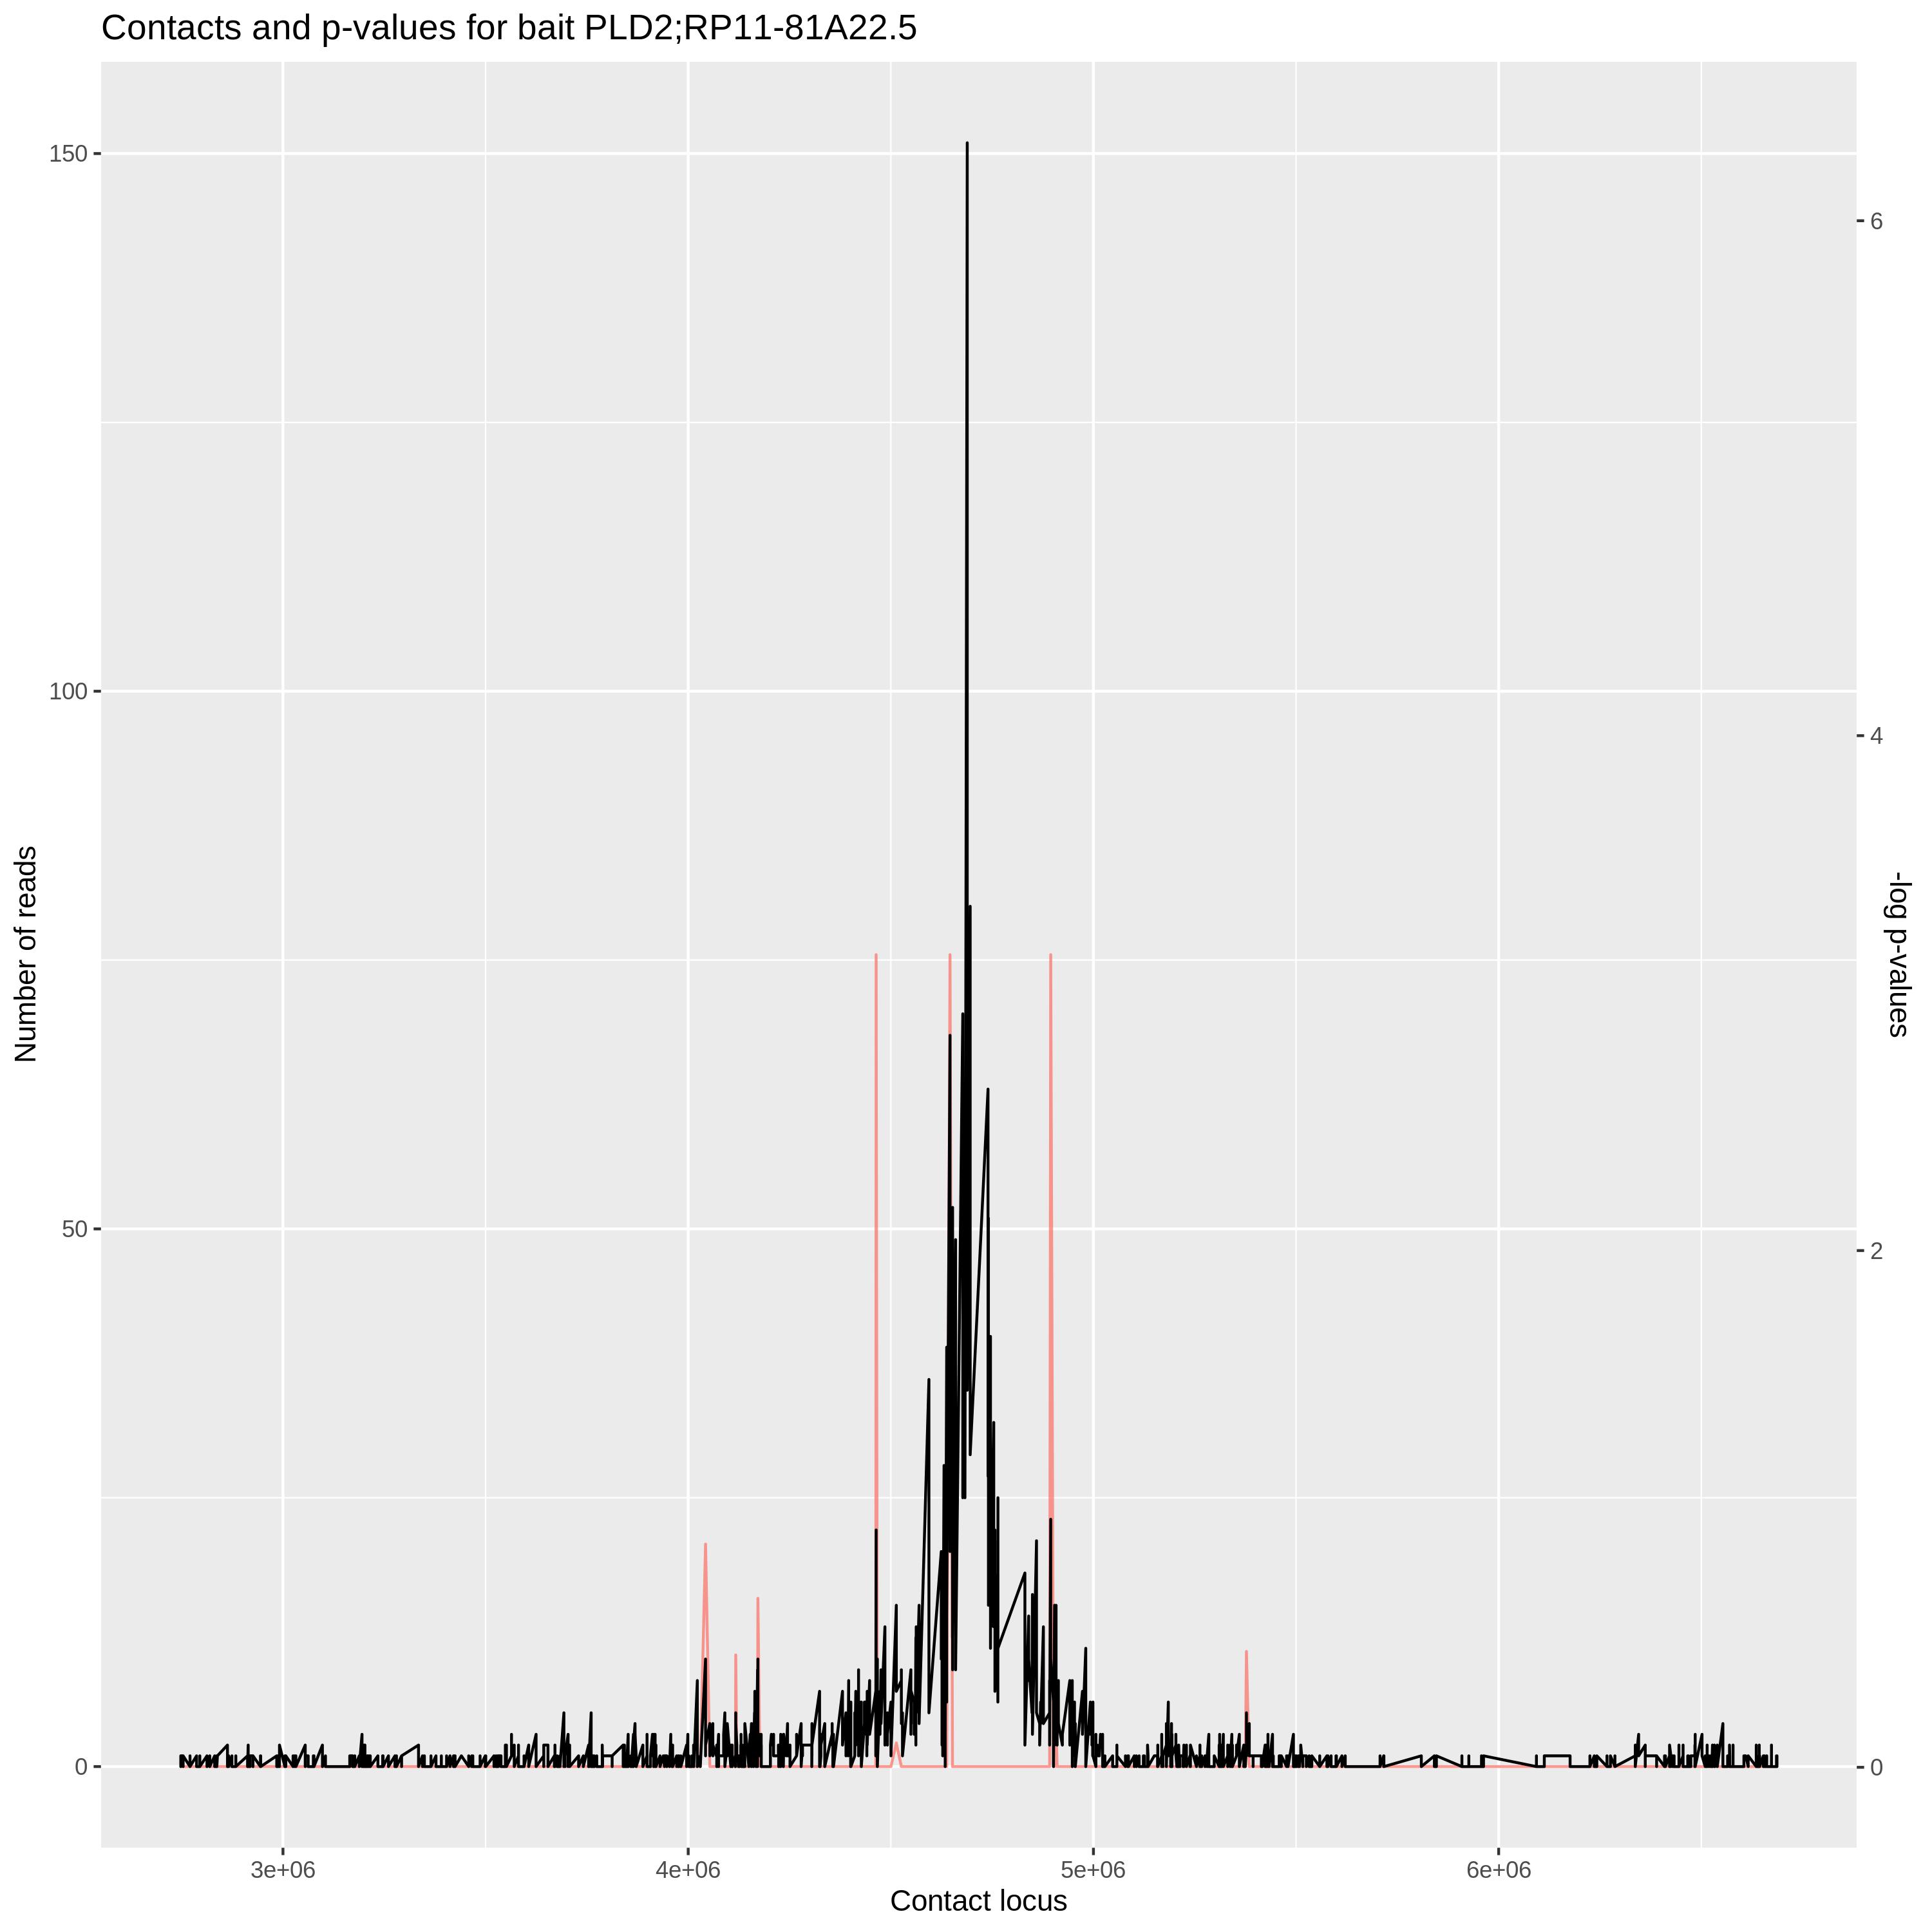 Contacts and p-values for bait PLD2;RP11-81A22.5
150
100
50
0
6
4
2
0
Number of reads
-log p-values
3e+06 4e+06 5e+06 6e+06
Contact locus